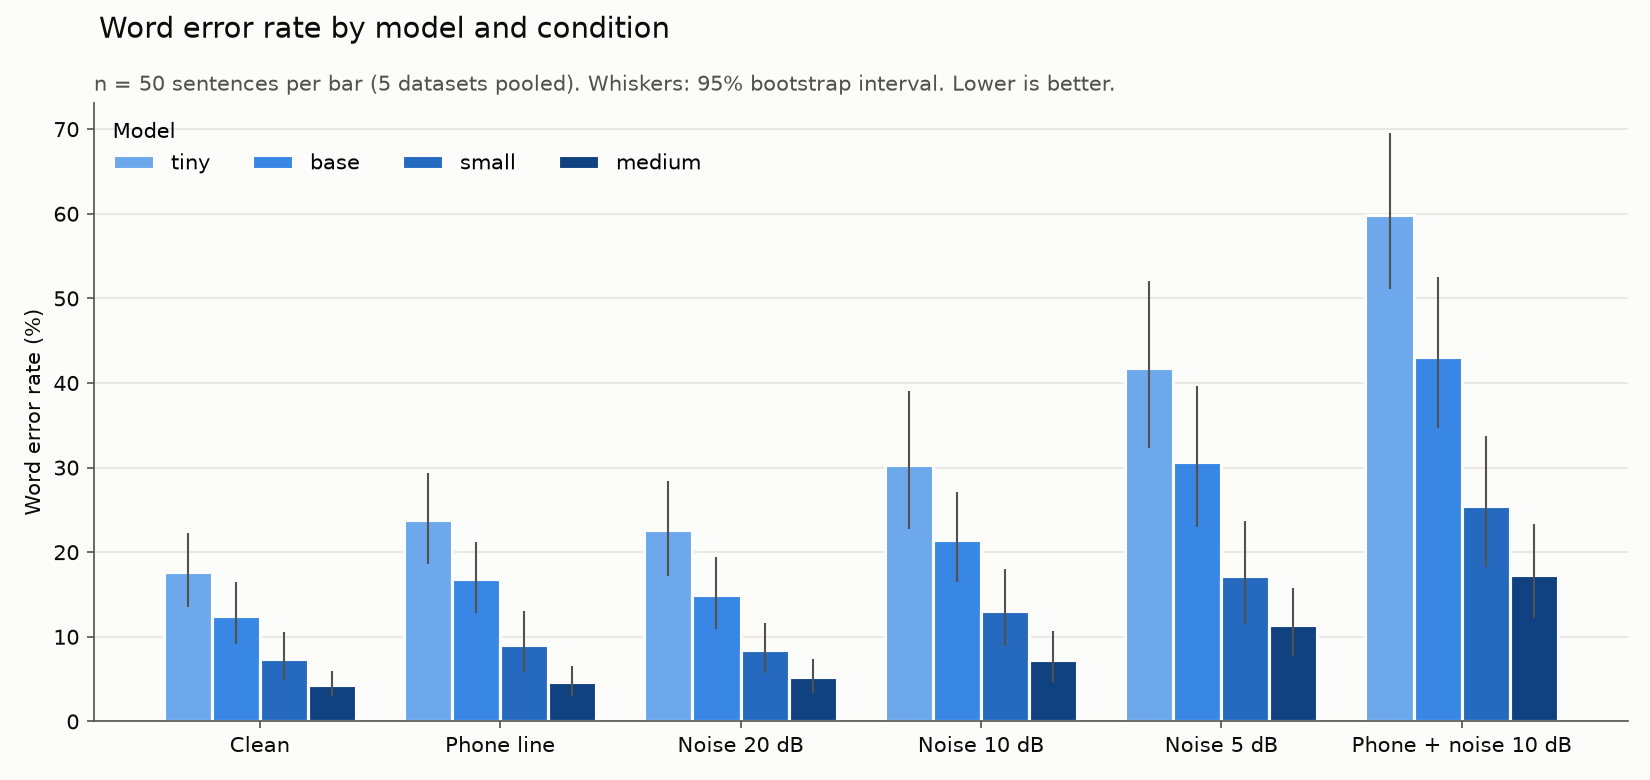 Word error rate by model and condition
n = 50 sentences per bar (5 datasets pooled). Whiskers: 95% bootstrap interval. Lower is better.
Model
tiny base small medium
Word error rate (%)
70
60
50
40
30
20
10
0
Clean Phone line Noise 20 dB Noise 10 dB Noise 5 dB Phone + noise 10 dB